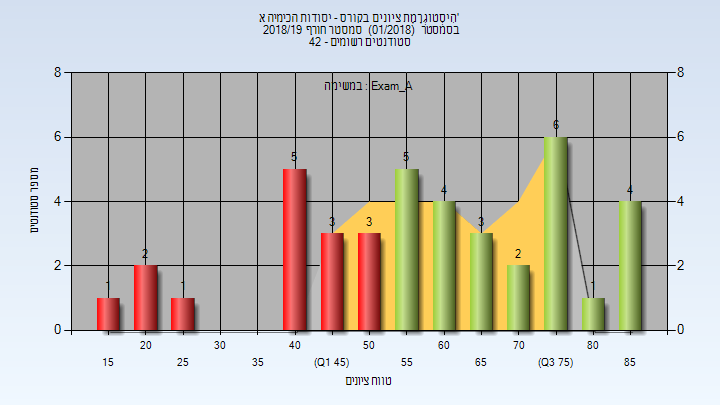 הִיסְטוֹגְרָמַת ציונים בקורס - יסודות הכימיה א'
בסמסטר (01/2018) סמסטר חורף 2018/19
סטודנטים רשומים - 42
במשימה : Exam_A
8 8
6 6
4 4
2 2
0 0
מספר סטודנטים
1 2 1 5 3 3 5 4 3 2 6 1 4
20 30 40 50 60 70 80
15 25 35 (Q1 45) 55 65 (Q3 75) 85
טווח ציונים